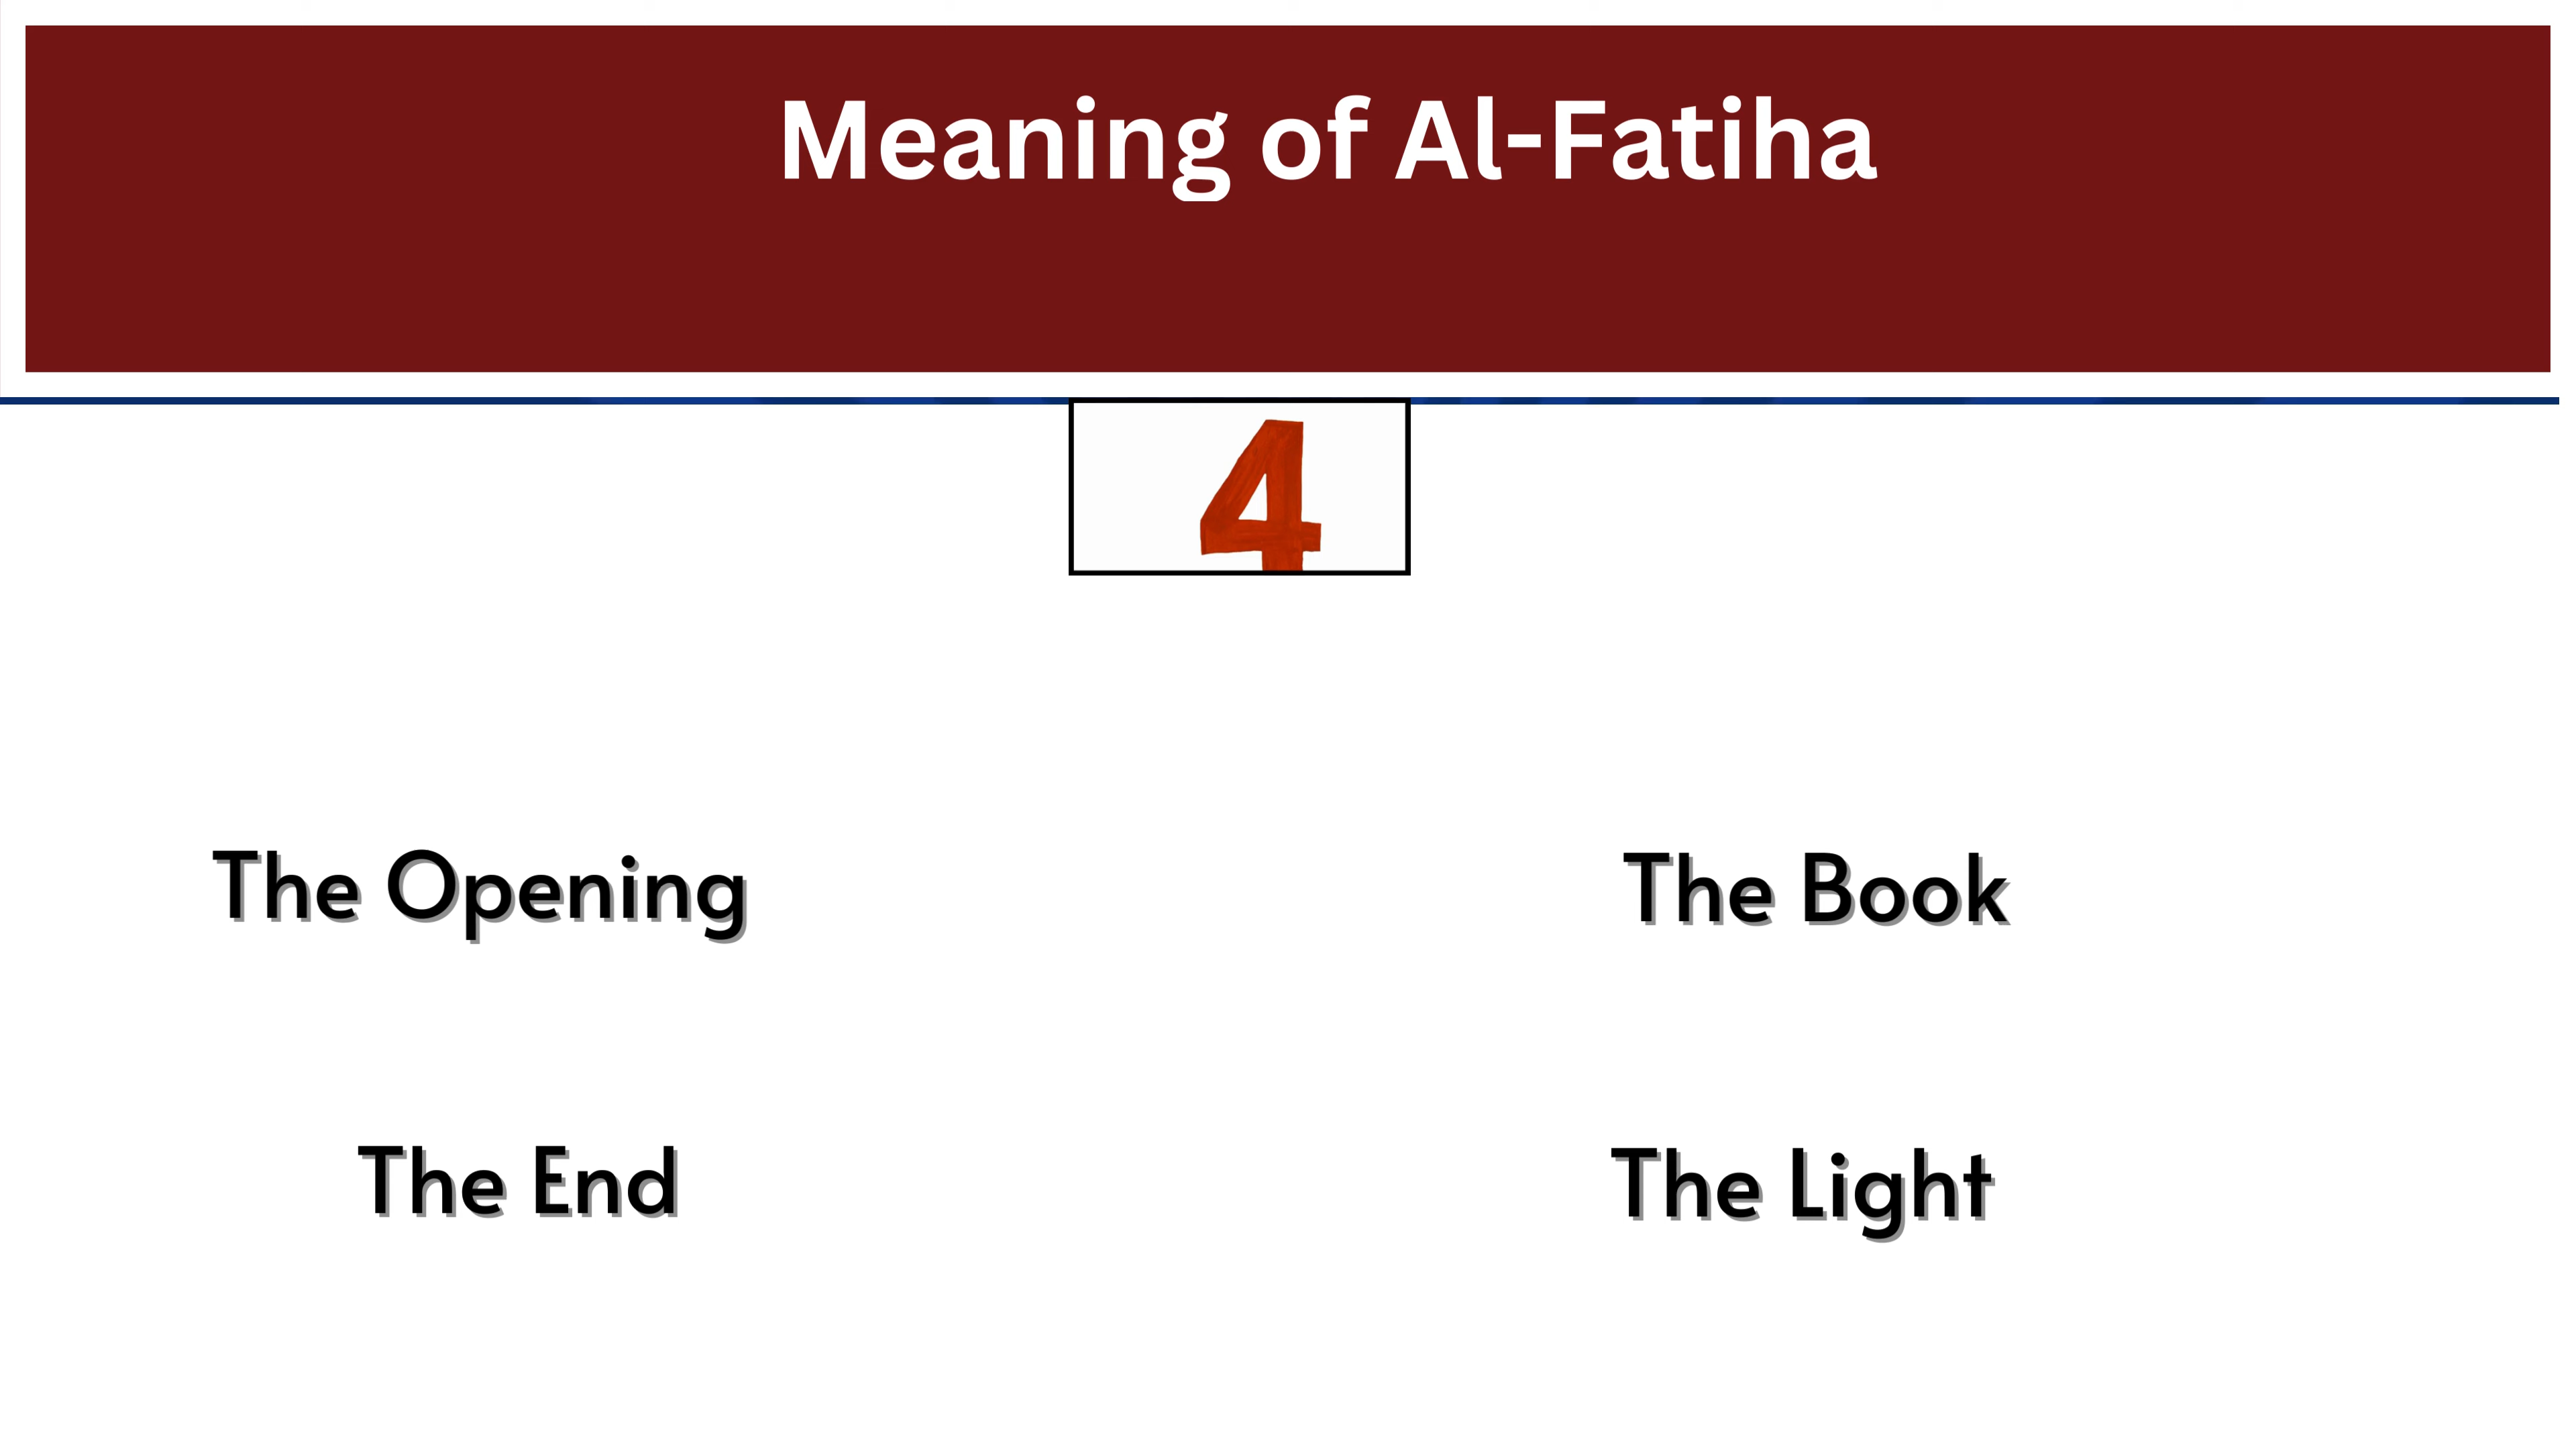 Meaning of Al-Fatiha
4
The Opening
The Book
The End
The Light